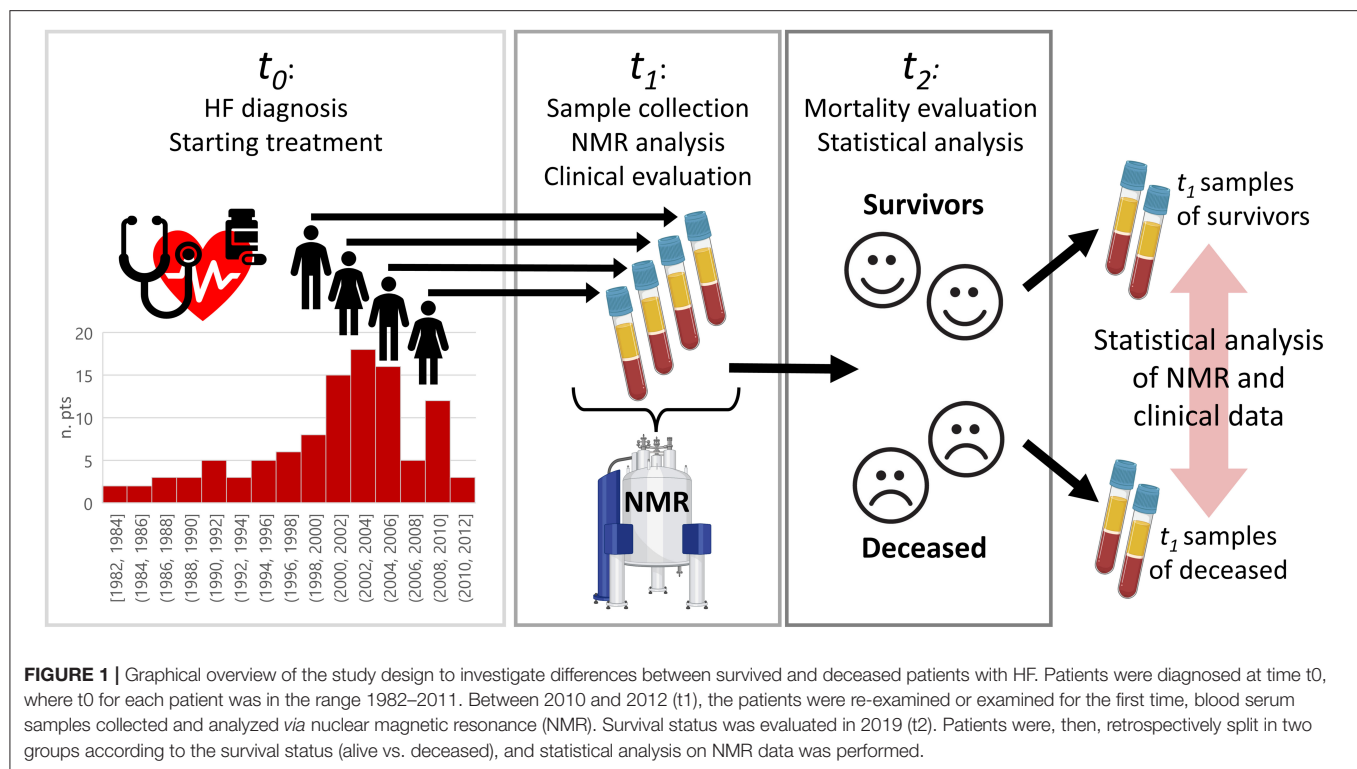 t0:
HF diagnosis
Starting treatment
20
15
10
5
0
n. pts
[1982, 1984]
(1984, 1986]
(1986, 1988]
(1988, 1990]
(1990, 1992]
(1992, 1994]
(1994, 1996]
(1996, 1998]
(1998, 2000]
(2000, 2002]
(2002, 2004]
(2004, 2006]
(2006, 2008]
(2008, 2010]
(2010, 2012]
t1:
Sample collection
NMR analysis
Clinical evaluation
NMR
t2:
Mortality evaluation
Statistical analysis
Survivors
Deceased
t1 samples
of survivors
Statistical analysis
of NMR and
clinical data
t1 samples
of deceased
FIGURE 1 | Graphical overview of the study design to investigate differences between survived and deceased patients with HF. Patients were diagnosed at time t0,
where t0 for each patient was in the range 1982–2011. Between 2010 and 2012 (t1), the patients were re-examined or examined for the first time, blood serum
samples collected and analyzed via nuclear magnetic resonance (NMR). Survival status was evaluated in 2019 (t2). Patients were, then, retrospectively split in two
groups according to the survival status (alive vs. deceased), and statistical analysis on NMR data was performed.